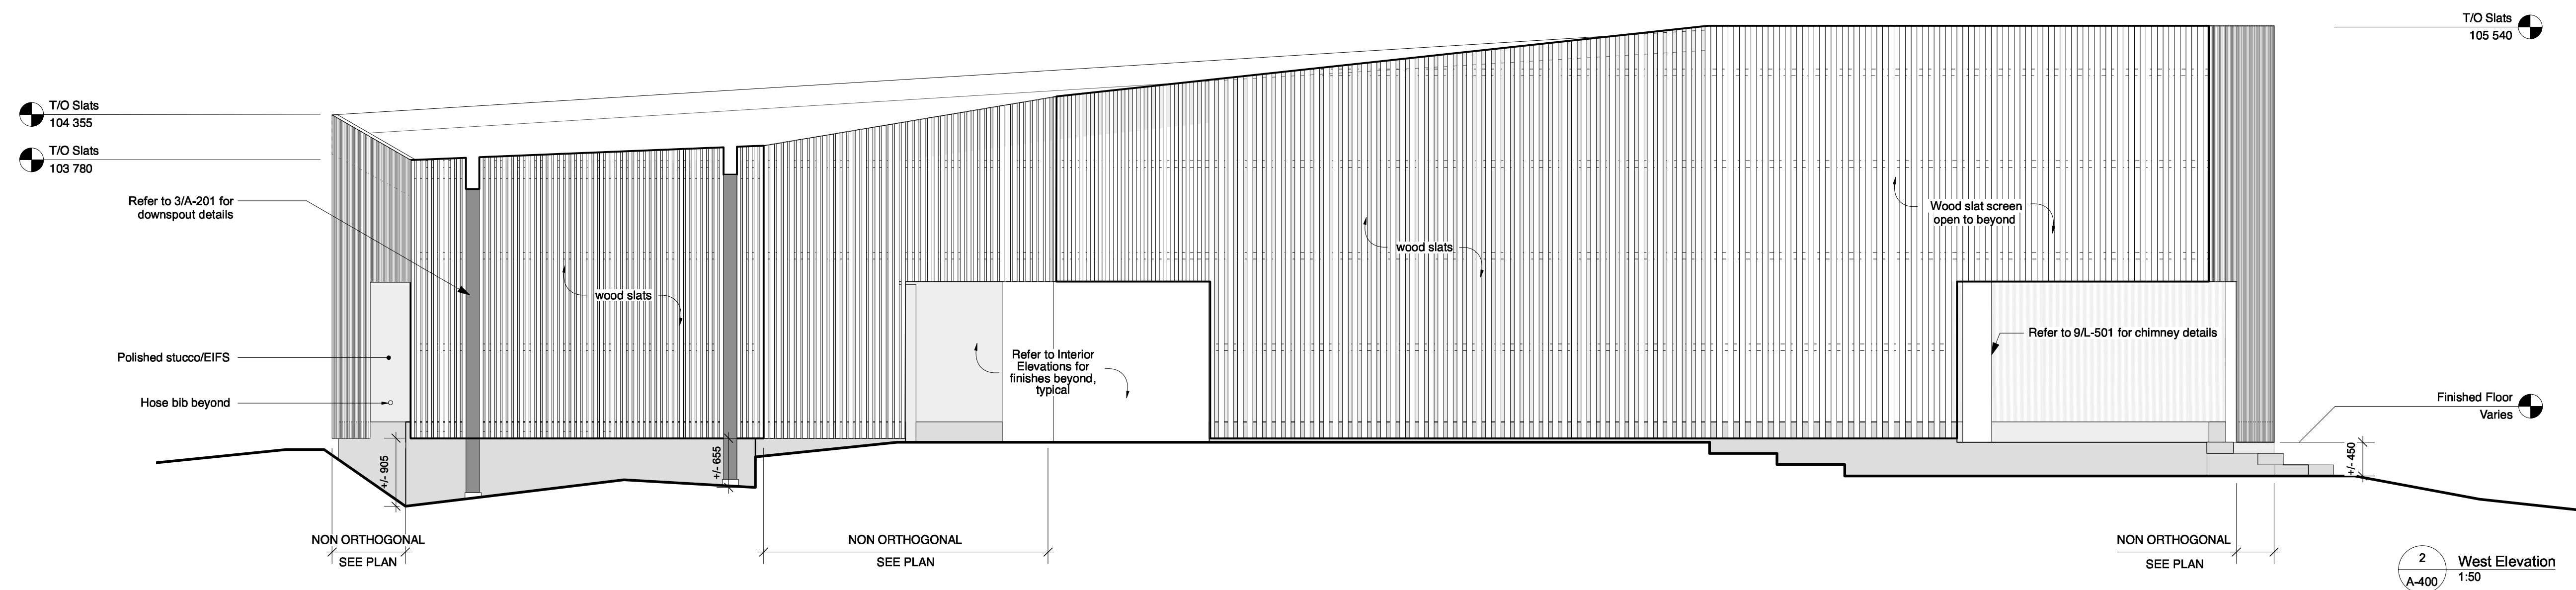 T/O Slats
105 540
T/O Slats
104 355
T/O Slats
103 780
Refer to 3/A-201 for
downspout details
wood slats
Polished stucco/EIFS
Hose bib beyond
Refer to Interior
Elevations for
finishes beyond,
typical
wood slats
Wood slat screen
open to beyond
Refer to 9/L-501 for chimney details
Finished Floor
Varies
+/- 905
+/- 655
+/- 450
NON ORTHOGONAL
SEE PLAN
NON ORTHOGONAL
SEE PLAN
NON ORTHOGONAL
SEE PLAN
2
A-400
West Elevation
1:50